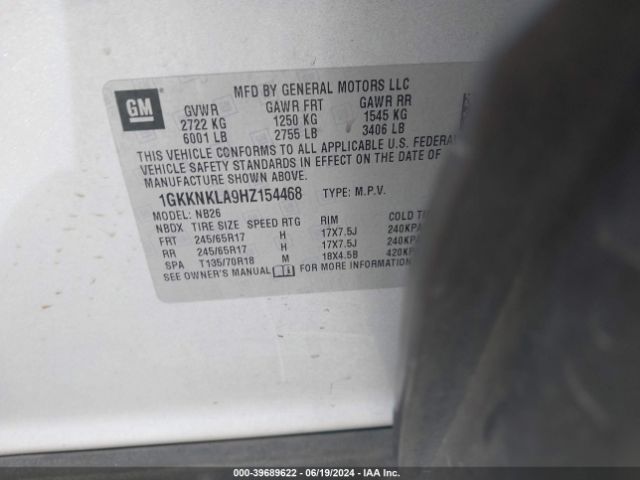 MFD BY GENERAL MOTORS LLC
GM
GVWR GAWR FRT GAWR RR
2722 KG 1250 KG 1545 KG
6001 LB 2755 LB 3406 LB
THIS VEHICLE CONFORMS TO ALL APPLICABLE U.S. FEDERAL
VEHICLE SAFETY STANDARDS IN EFFECT ON THE DATE OF
MANUFACTURE SHOWN ABOVE.
1GKKNKLA9HZ154468 TYPE: M.P.V.
MODEL: NB26
NBDX TIRE SIZE SPEED RTG RIM COLD
FRT 245/65R17 H 17X7.5J 240KPA
RR 245/65R17 H 17X7.5J 240KPA
SPA T135/70R18 M 18X4.5B 420KP
SEE OWNER'S MANUAL FOR MORE INFORMATION
000-39689622 - 06/19/2024 - IAA Inc.